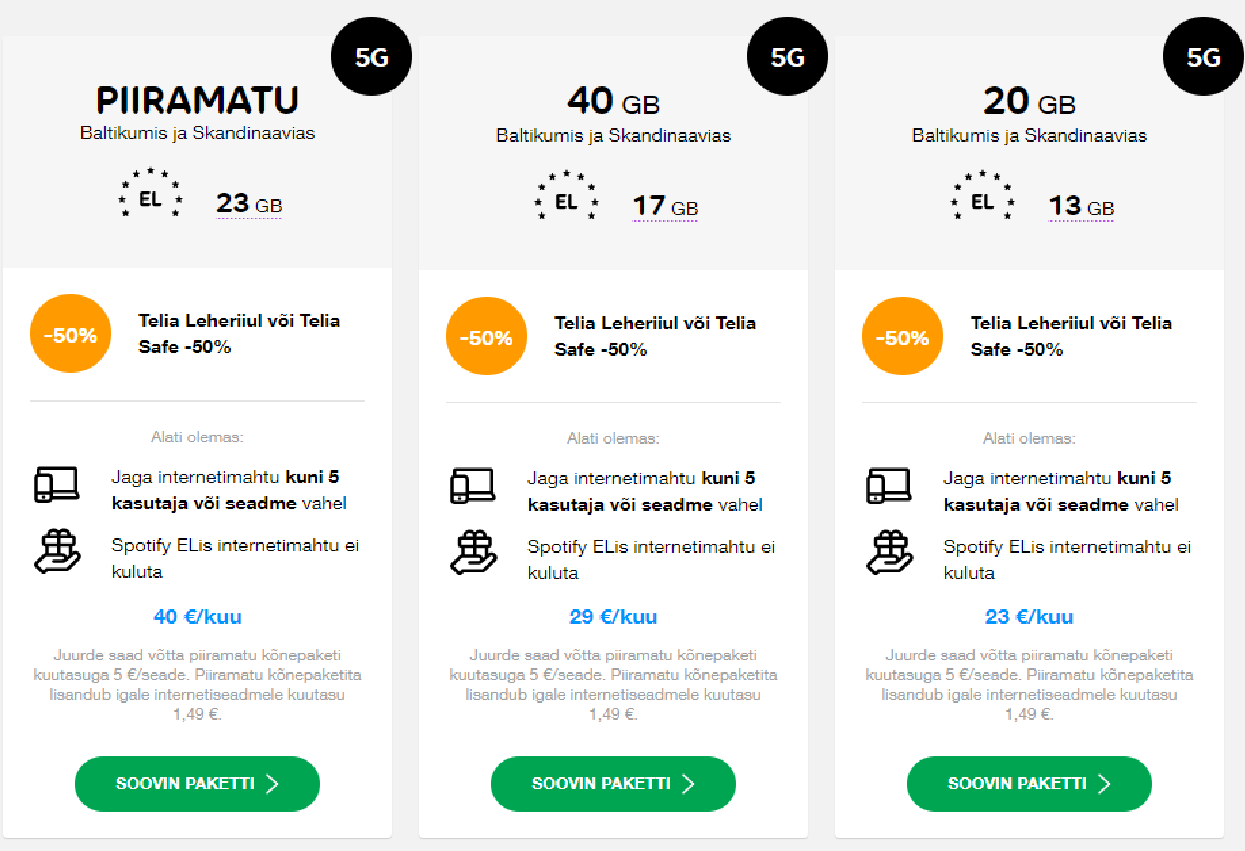 5G
PIIRAMATU
Baltikumis ja Skandinaavias
EL
23 GB
-50%
Telia Leheriiul või Telia
Safe -50%
Alati olemas:
Jaga internetimahtu kuni 5
kasutaja või seadme vahel
Spotify ELis internetimahtu ei
kuluta
40 €/kuu
Juurde saad võtta piiramatu kõnepaketi
kuutasuga 5 €/seade. Piiramatu kõnepaketita
lisandub igale internetiseadmele kuutasu
1,49 €.
SOOVIN PAKETTI
5G
40 GB
Baltikumis ja Skandinaavias
EL
17 GB
-50%
Telia Leheriiul või Telia
Safe -50%
Alati olemas:
Jaga internetimahtu kuni 5
kasutaja või seadme vahel
Spotify ELis internetimahtu ei
kuluta
29 €/kuu
Juurde saad võtta piiramatu kõnepaketi
kuutasuga 5 €/seade. Piiramatu kõnepaketita
lisandub igale internetiseadmele kuutasu
1,49 €.
SOOVIN PAKETTI
5G
20 GB
Baltikumis ja Skandinaavias
EL
13 GB
-50%
Telia Leheriiul või Telia
Safe -50%
Alati olemas:
Jaga internetimahtu kuni 5
kasutaja või seadme vahel
Spotify ELis internetimahtu ei
kuluta
23 €/kuu
Juurde saad võtta piiramatu kõnepaketi
kuutasuga 5 €/seade. Piiramatu kõnepaketita
lisandub igale internetiseadmele kuutasu
1,49 €.
SOOVIN PAKETTI